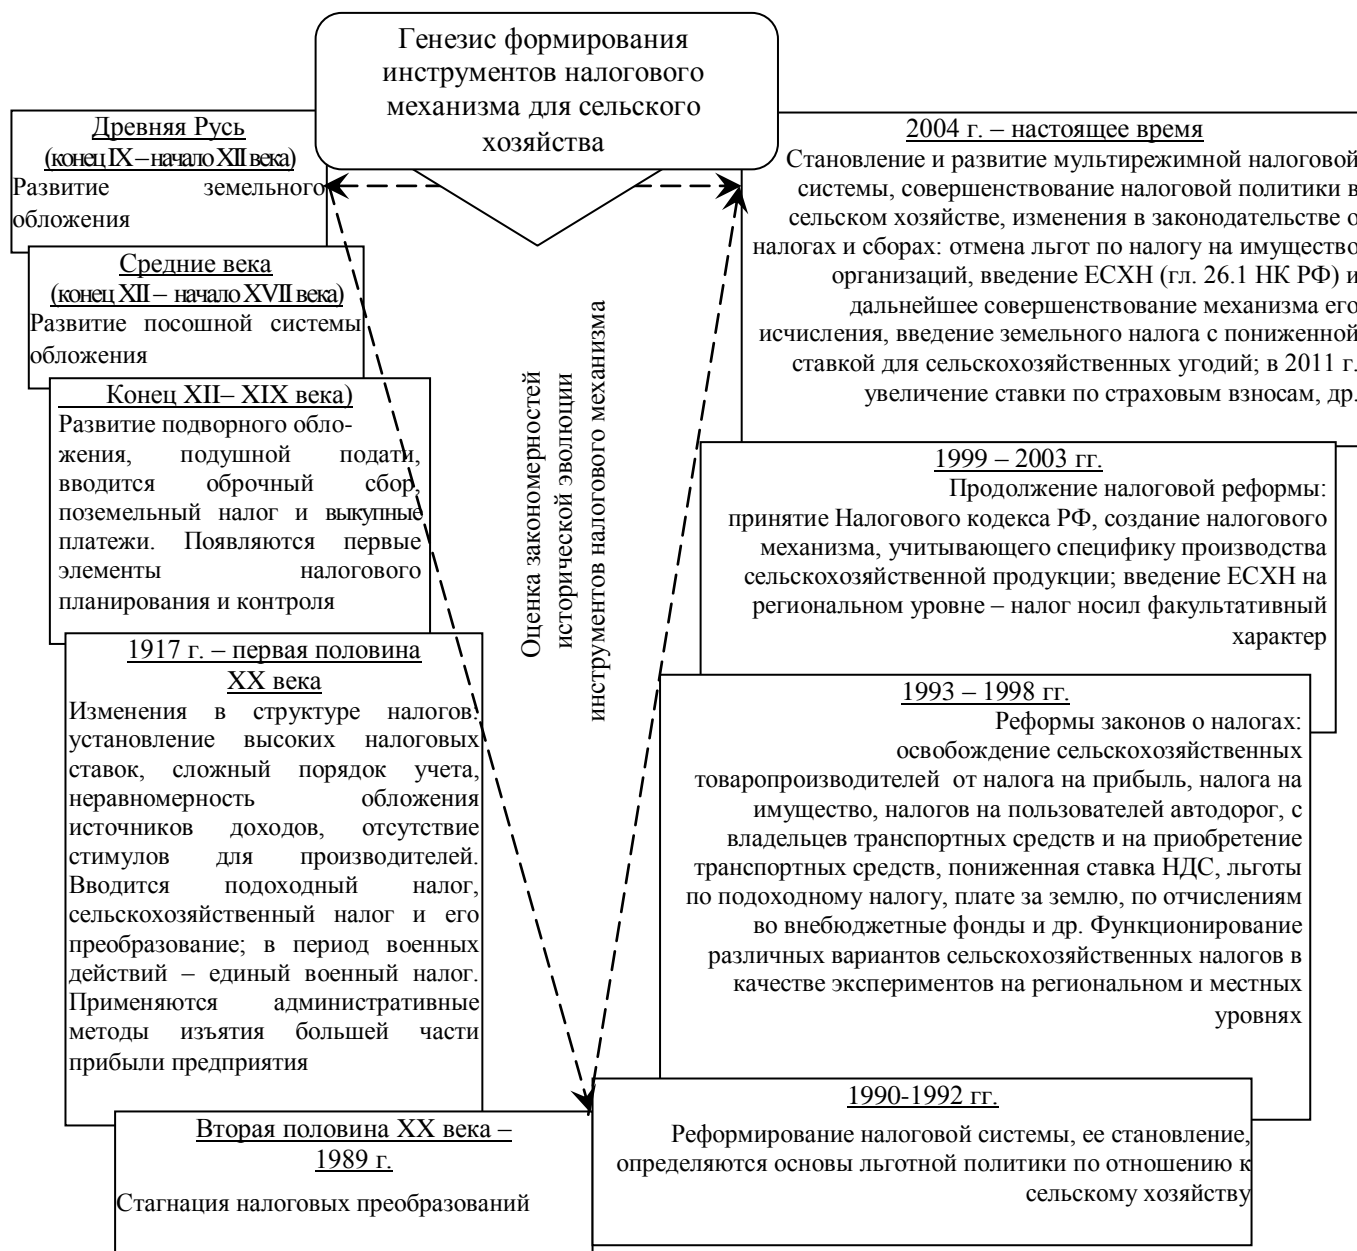 Генезис формирования
инструментов налогового
механизма для сельского
хозяйства
Древняя Русь
(конец IX – начало XII века)
Развитие земельного
обложения
Средние века
(конец XII – начало XVII века)
Развитие посошной системы
обложения
Конец XII– XIX века)
Развитие подворного обло-
жения, подушной подати,
вводится оброчный сбор,
поземельный налог и выкупные
платежи. Появляются первые
элементы налогового
планирования и контроля
1917 г. – первая половина
XX века
Изменения в структуре налогов:
установление высоких налоговых
ставок, сложный порядок учета,
неравномерность обложения
источников доходов, отсутствие
стимулов для производителей.
Вводится подоходный налог,
сельскохозяйственный налог и его
преобразование; в период военных
действий – единый военный налог.
Применяются административные
методы изъятия большей части
прибыли предприятия
Вторая половина XX века –
1989 г.
Стагнация налоговых преобразований
Оценка закономерностей
исторической эволюции
инструментов налогового механизма
2004 г. – настоящее время
Становление и развитие мультирежимной налоговой
системы, совершенствование налоговой политики в
сельском хозяйстве, изменения в законодательстве о
налогах и сборах: отмена льгот по налогу на имущество
организаций, введение ЕСХН (гл. 26.1 НК РФ) и
дальнейшее совершенствование механизма его
исчисления, введение земельного налога с пониженной
ставкой для сельскохозяйственных угодий; в 2011 г.
увеличение ставки по страховым взносам, др.
1999 – 2003 гг.
Продолжение налоговой реформы:
принятие Налогового кодекса РФ, создание налогового
механизма, учитывающего специфику производства
сельскохозяйственной продукции; введение ЕСХН на
региональном уровне – налог носил факультативный
характер
1993 – 1998 гг.
Реформы законов о налогах:
освобождение сельскохозяйственных
товаропроизводителей от налога на прибыль, налога на
имущество, налогов на пользователей автодорог, с
владельцев транспортных средств и на приобретение
транспортных средств, пониженная ставка НДС, льготы
по подоходному налогу, плате за землю, по отчислениям
во внебюджетные фонды и др. Функционирование
различных вариантов сельскохозяйственных налогов в
качестве экспериментов на региональном и местных
уровнях
1990-1992 гг.
Реформирование налоговой системы, ее становление,
определяются основы льготной политики по отношению к
сельскому хозяйству